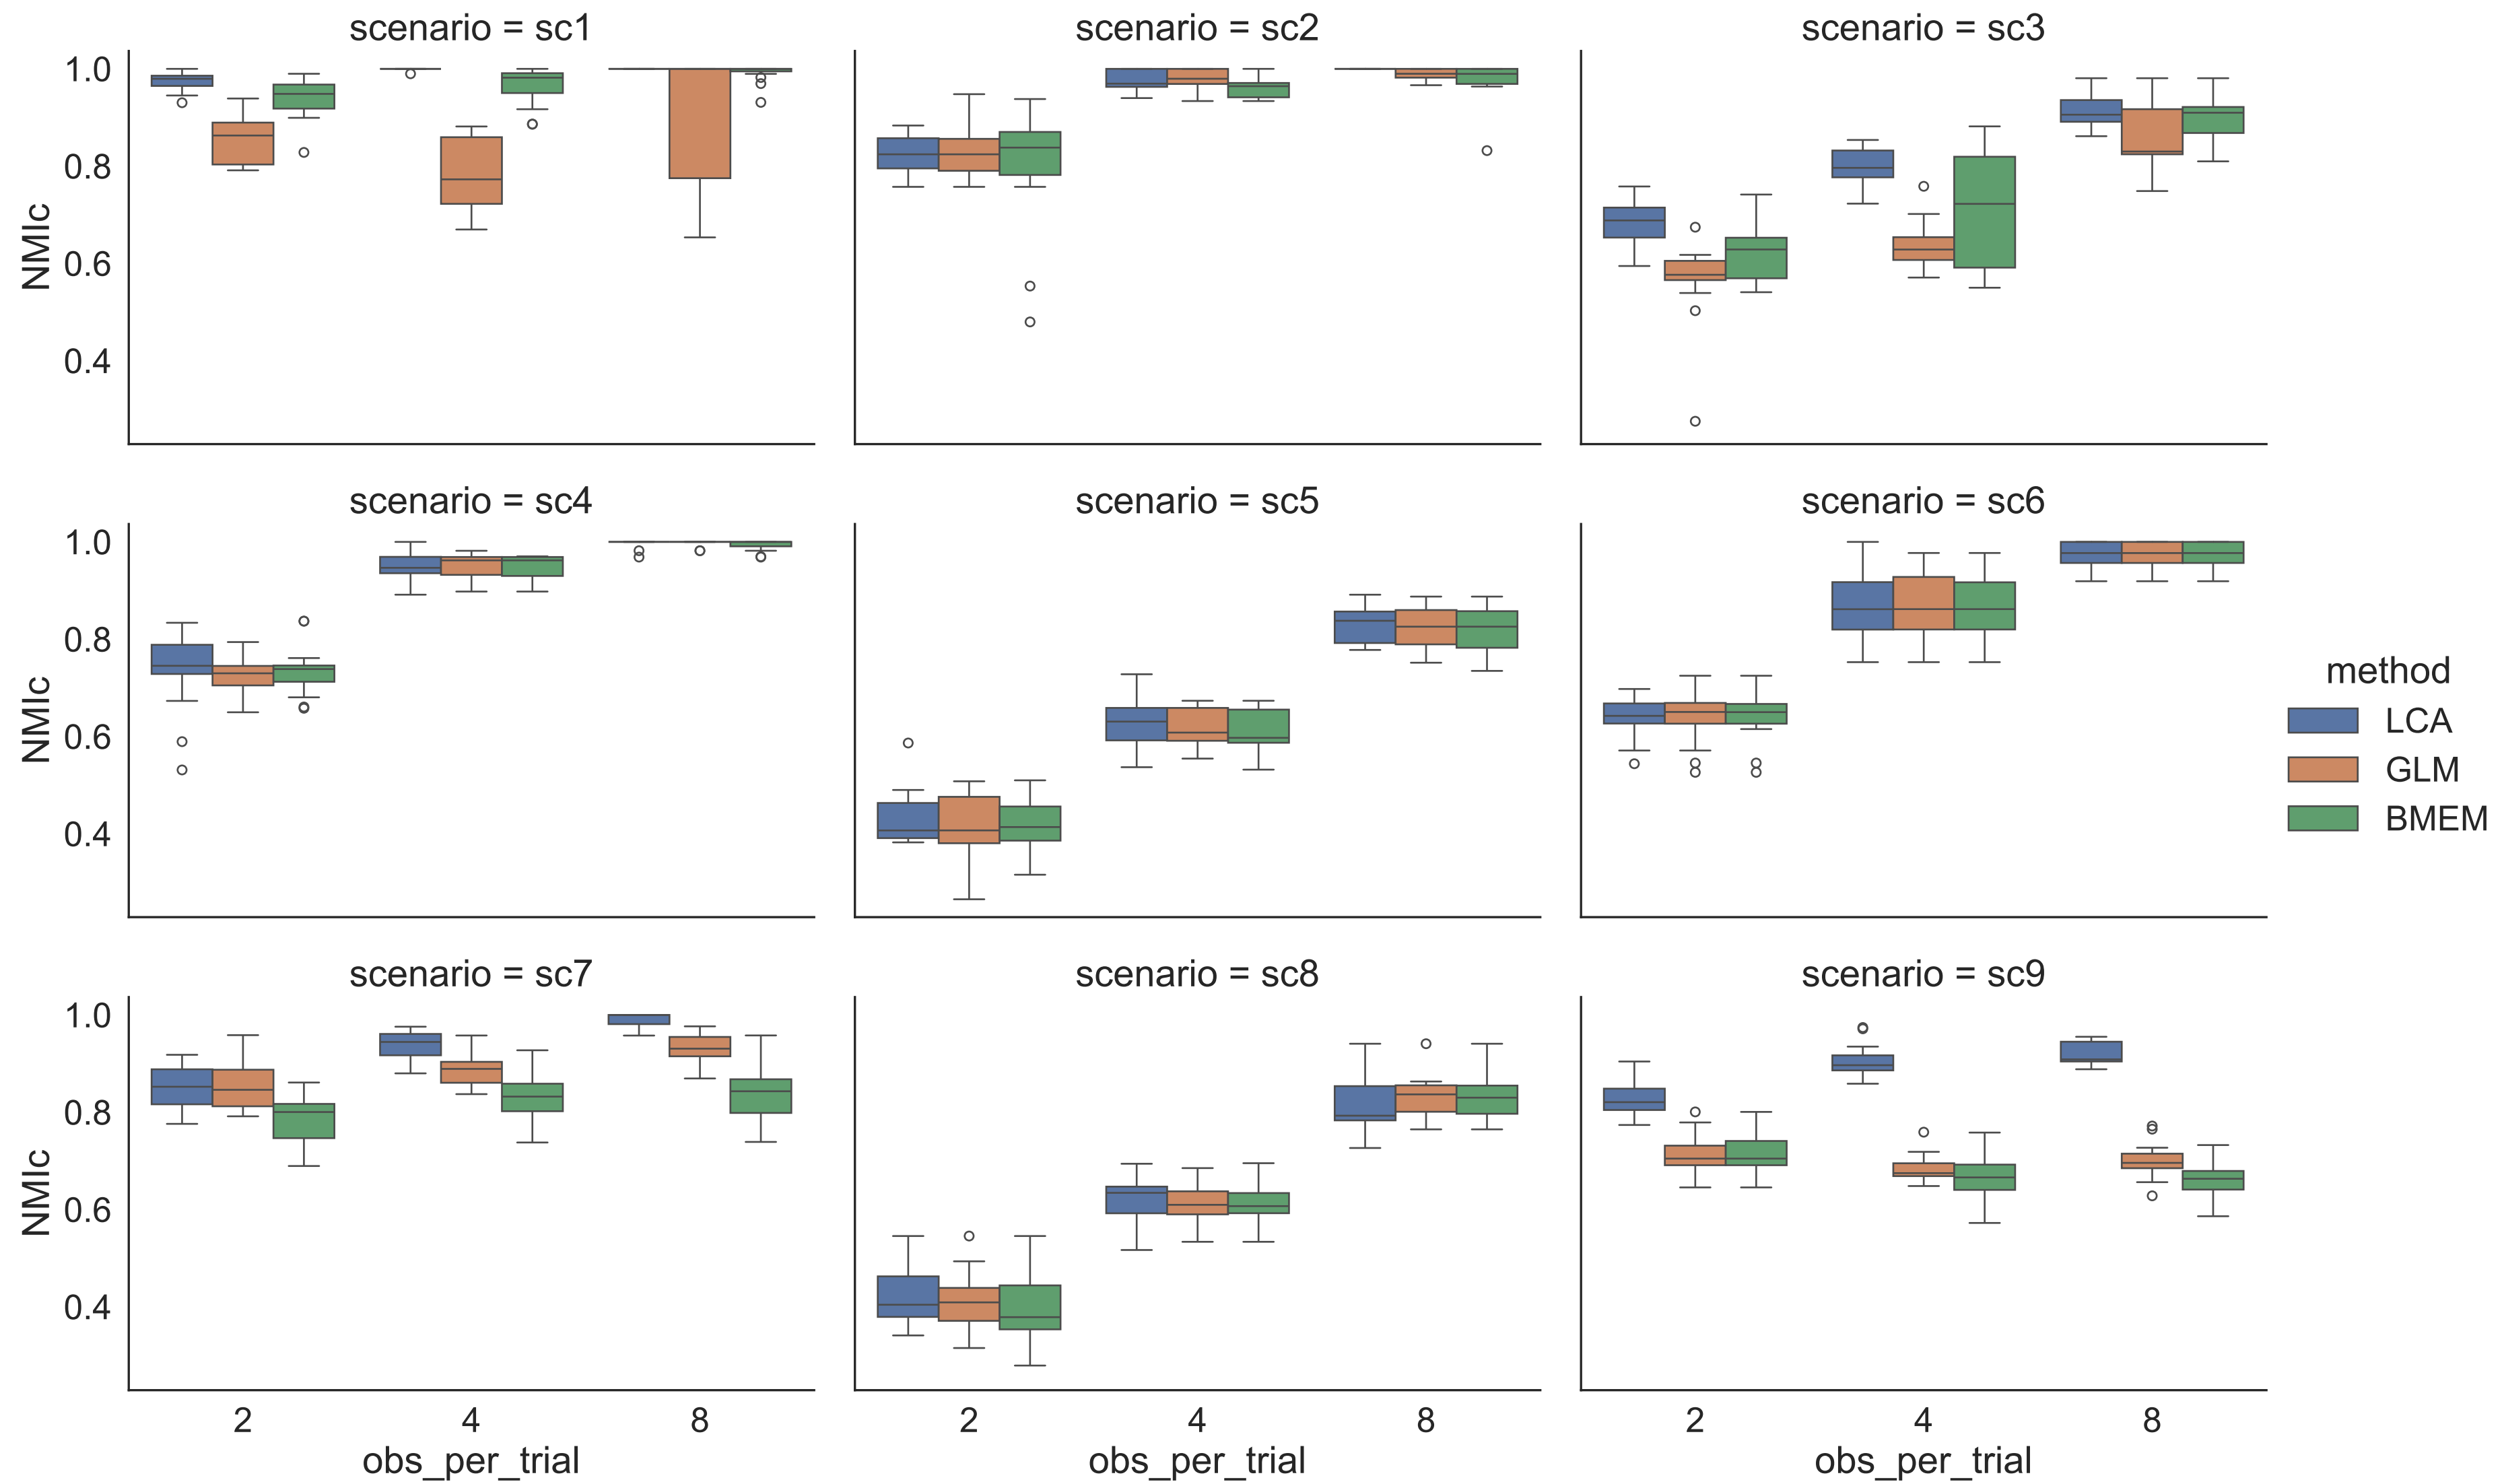 scenario = sc1
scenario = sc2
scenario = sc3
1.0
0.8
0.6
0.4
NMIc
scenario = sc4
scenario = sc5
scenario = sc6
1.0
0.8
0.6
0.4
NMIc
method
LCA
GLM
BMEM
scenario = sc7
scenario = sc8
scenario = sc9
1.0
0.8
0.6
0.4
NMIc
2 4 8
2 4 8
2 4 8
obs_per_trial
obs_per_trial
obs_per_trial